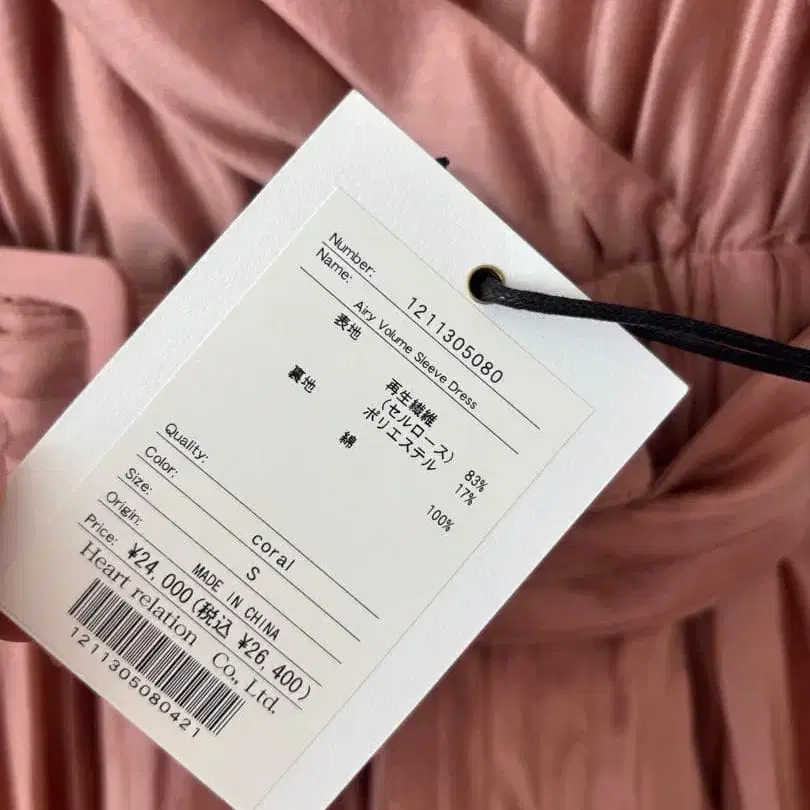 Number: 1211305080
Name: Airy Volume Sleeve Dress
表地 再生繊維
(セルロース) 83%
ポリエステル 17%
裏地 綿 100%
Quality:
Color: coral
Size: S
Origin: MADE IN CHINA
Price: ¥24,000(税込 ¥26,400)
Heart relation Co., Ltd.
1211305080421